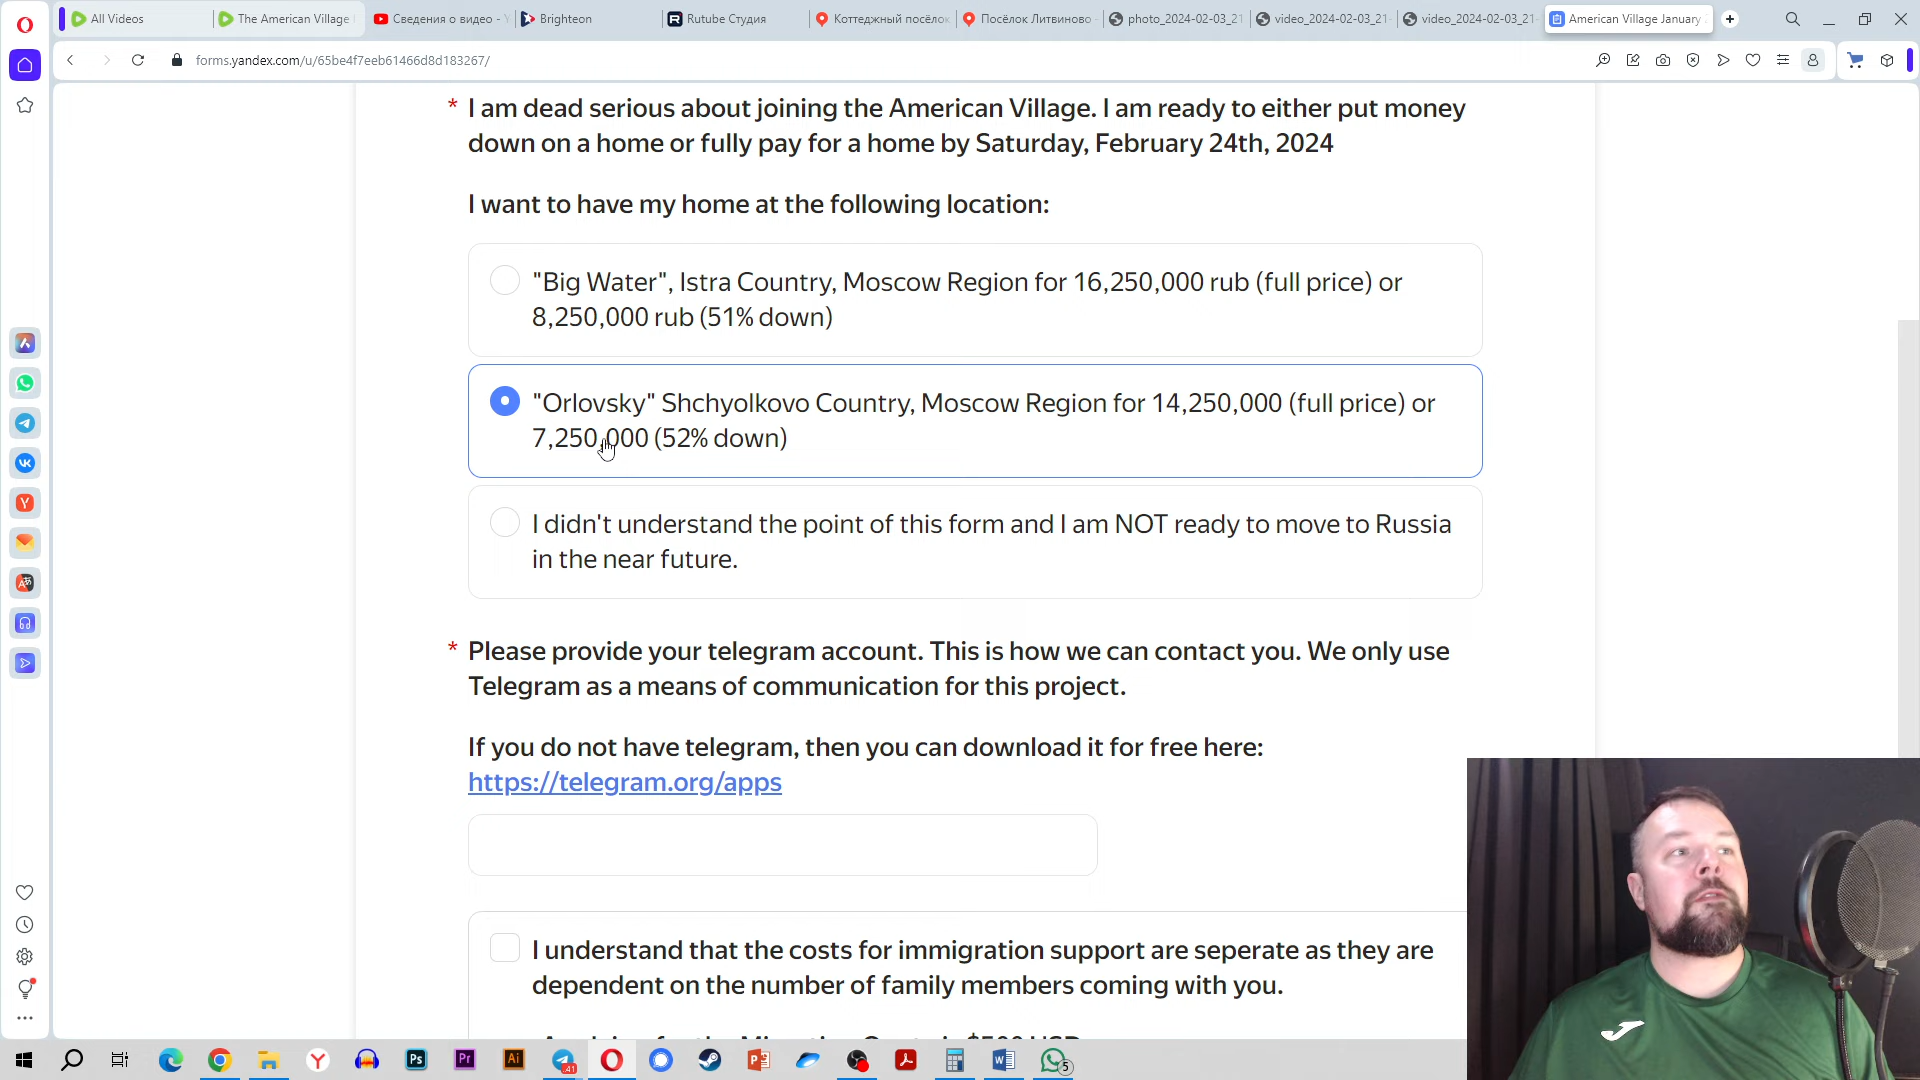 All Videos
The American Village
Сведения о видео - Y
Brighteon
Rutube Студия
Коттеджный посёлок
Посёлок Литвиново
photo_2024-02-03_21
video_2024-02-03_21-
video_2024-02-03_21-
American Village January
forms.yandex.com/u/65be4f7eeb61466d8d183267/
* I am dead serious about joining the American Village. I am ready to either put money
down on a home or fully pay for a home by Saturday, February 24th, 2024
I want to have my home at the following location:
"Big Water", Istra Country, Moscow Region for 16,250,000 rub (full price) or
8,250,000 rub (51% down)
"Orlovsky" Shchyolkovo Country, Moscow Region for 14,250,000 (full price) or
7,250,000 (52% down)
I didn't understand the point of this form and I am NOT ready to move to Russia
in the near future.
* Please provide your telegram account. This is how we can contact you. We only use
Telegram as a means of communication for this project.
If you do not have telegram, then you can download it for free here:
https://telegram.org/apps
I understand that the costs for immigration support are seperate as they are
dependent on the number of family members coming with you.
Ps
Pr
Ai
41
5